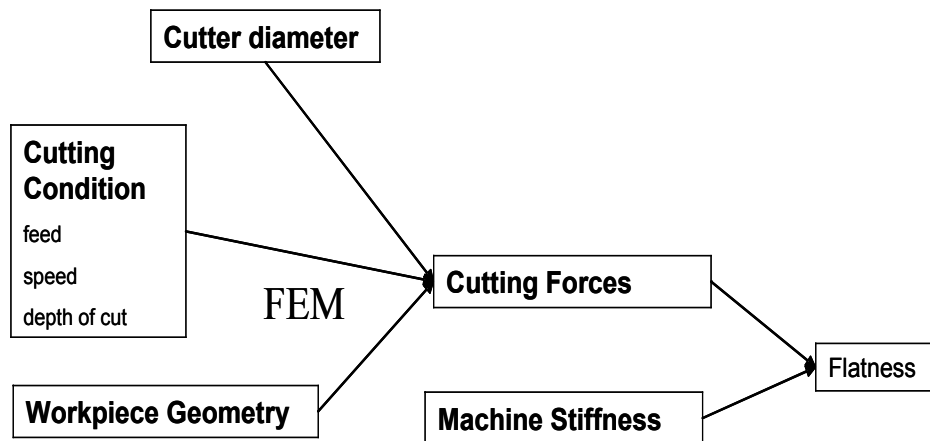 Cutter diameter
Cutting
Condition
feed
speed
depth of cut
FEM
Cutting Forces
Workpiece Geometry
Machine Stiffness
Flatness